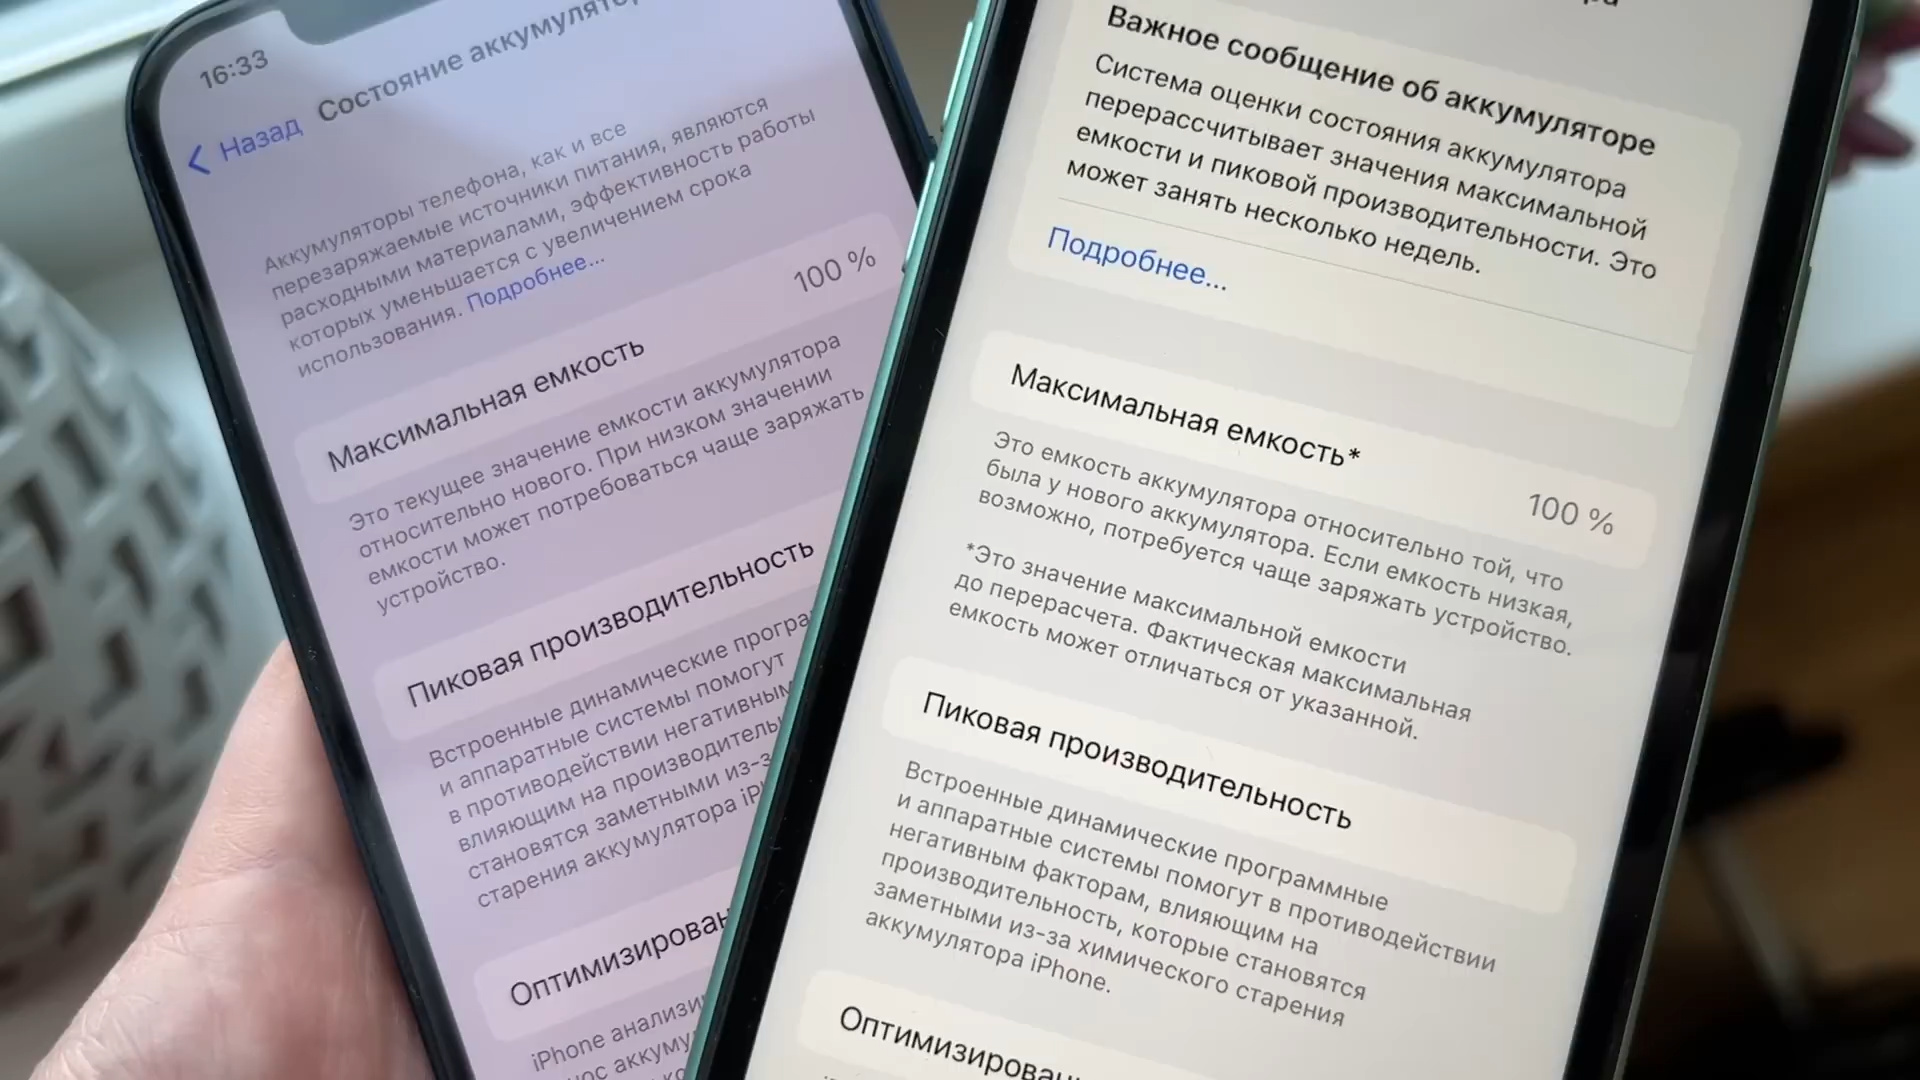 16:33
Назад
Состояние аккумулятор
Аккумуляторы телефона, как и все
перезаряжаемые источники питания, являются
расходными материалами, эффективность работы
которых уменьшается с увеличением срока
использования. Подробнее...
Максимальная емкость 100 %
Это текущее значение емкости аккумулятора
относительно нового. При низком значении
емкости может потребоваться чаще заряжать
устройство.
Пиковая производительность
Встроенные динамические програ
и аппаратные системы помогут
в противодействии негативным
влияющим на производитель
становятся заметными из-з
старения аккумулятора iPh
Оптимизирован
iPhone анализи
нос аккуму
Важное сообщение об аккумуляторе
Система оценки состояния аккумулятора
перерассчитывает значения максимальной
емкости и пиковой производительности. Это
может занять несколько недель.
Подробнее...
Максимальная емкость* 100 %
Это емкость аккумулятора относительно той, что
была у нового аккумулятора. Если емкость низкая,
возможно, потребуется чаще заряжать устройство.
*Это значение максимальной емкости
до перерасчета. Фактическая максимальная
емкость может отличаться от указанной.
Пиковая производительность
Встроенные динамические программные
и аппаратные системы помогут в противодействии
негативным факторам, влияющим на
производительность, которые становятся
заметными из-за химического старения
аккумулятора iPhone.
Оптимизирован